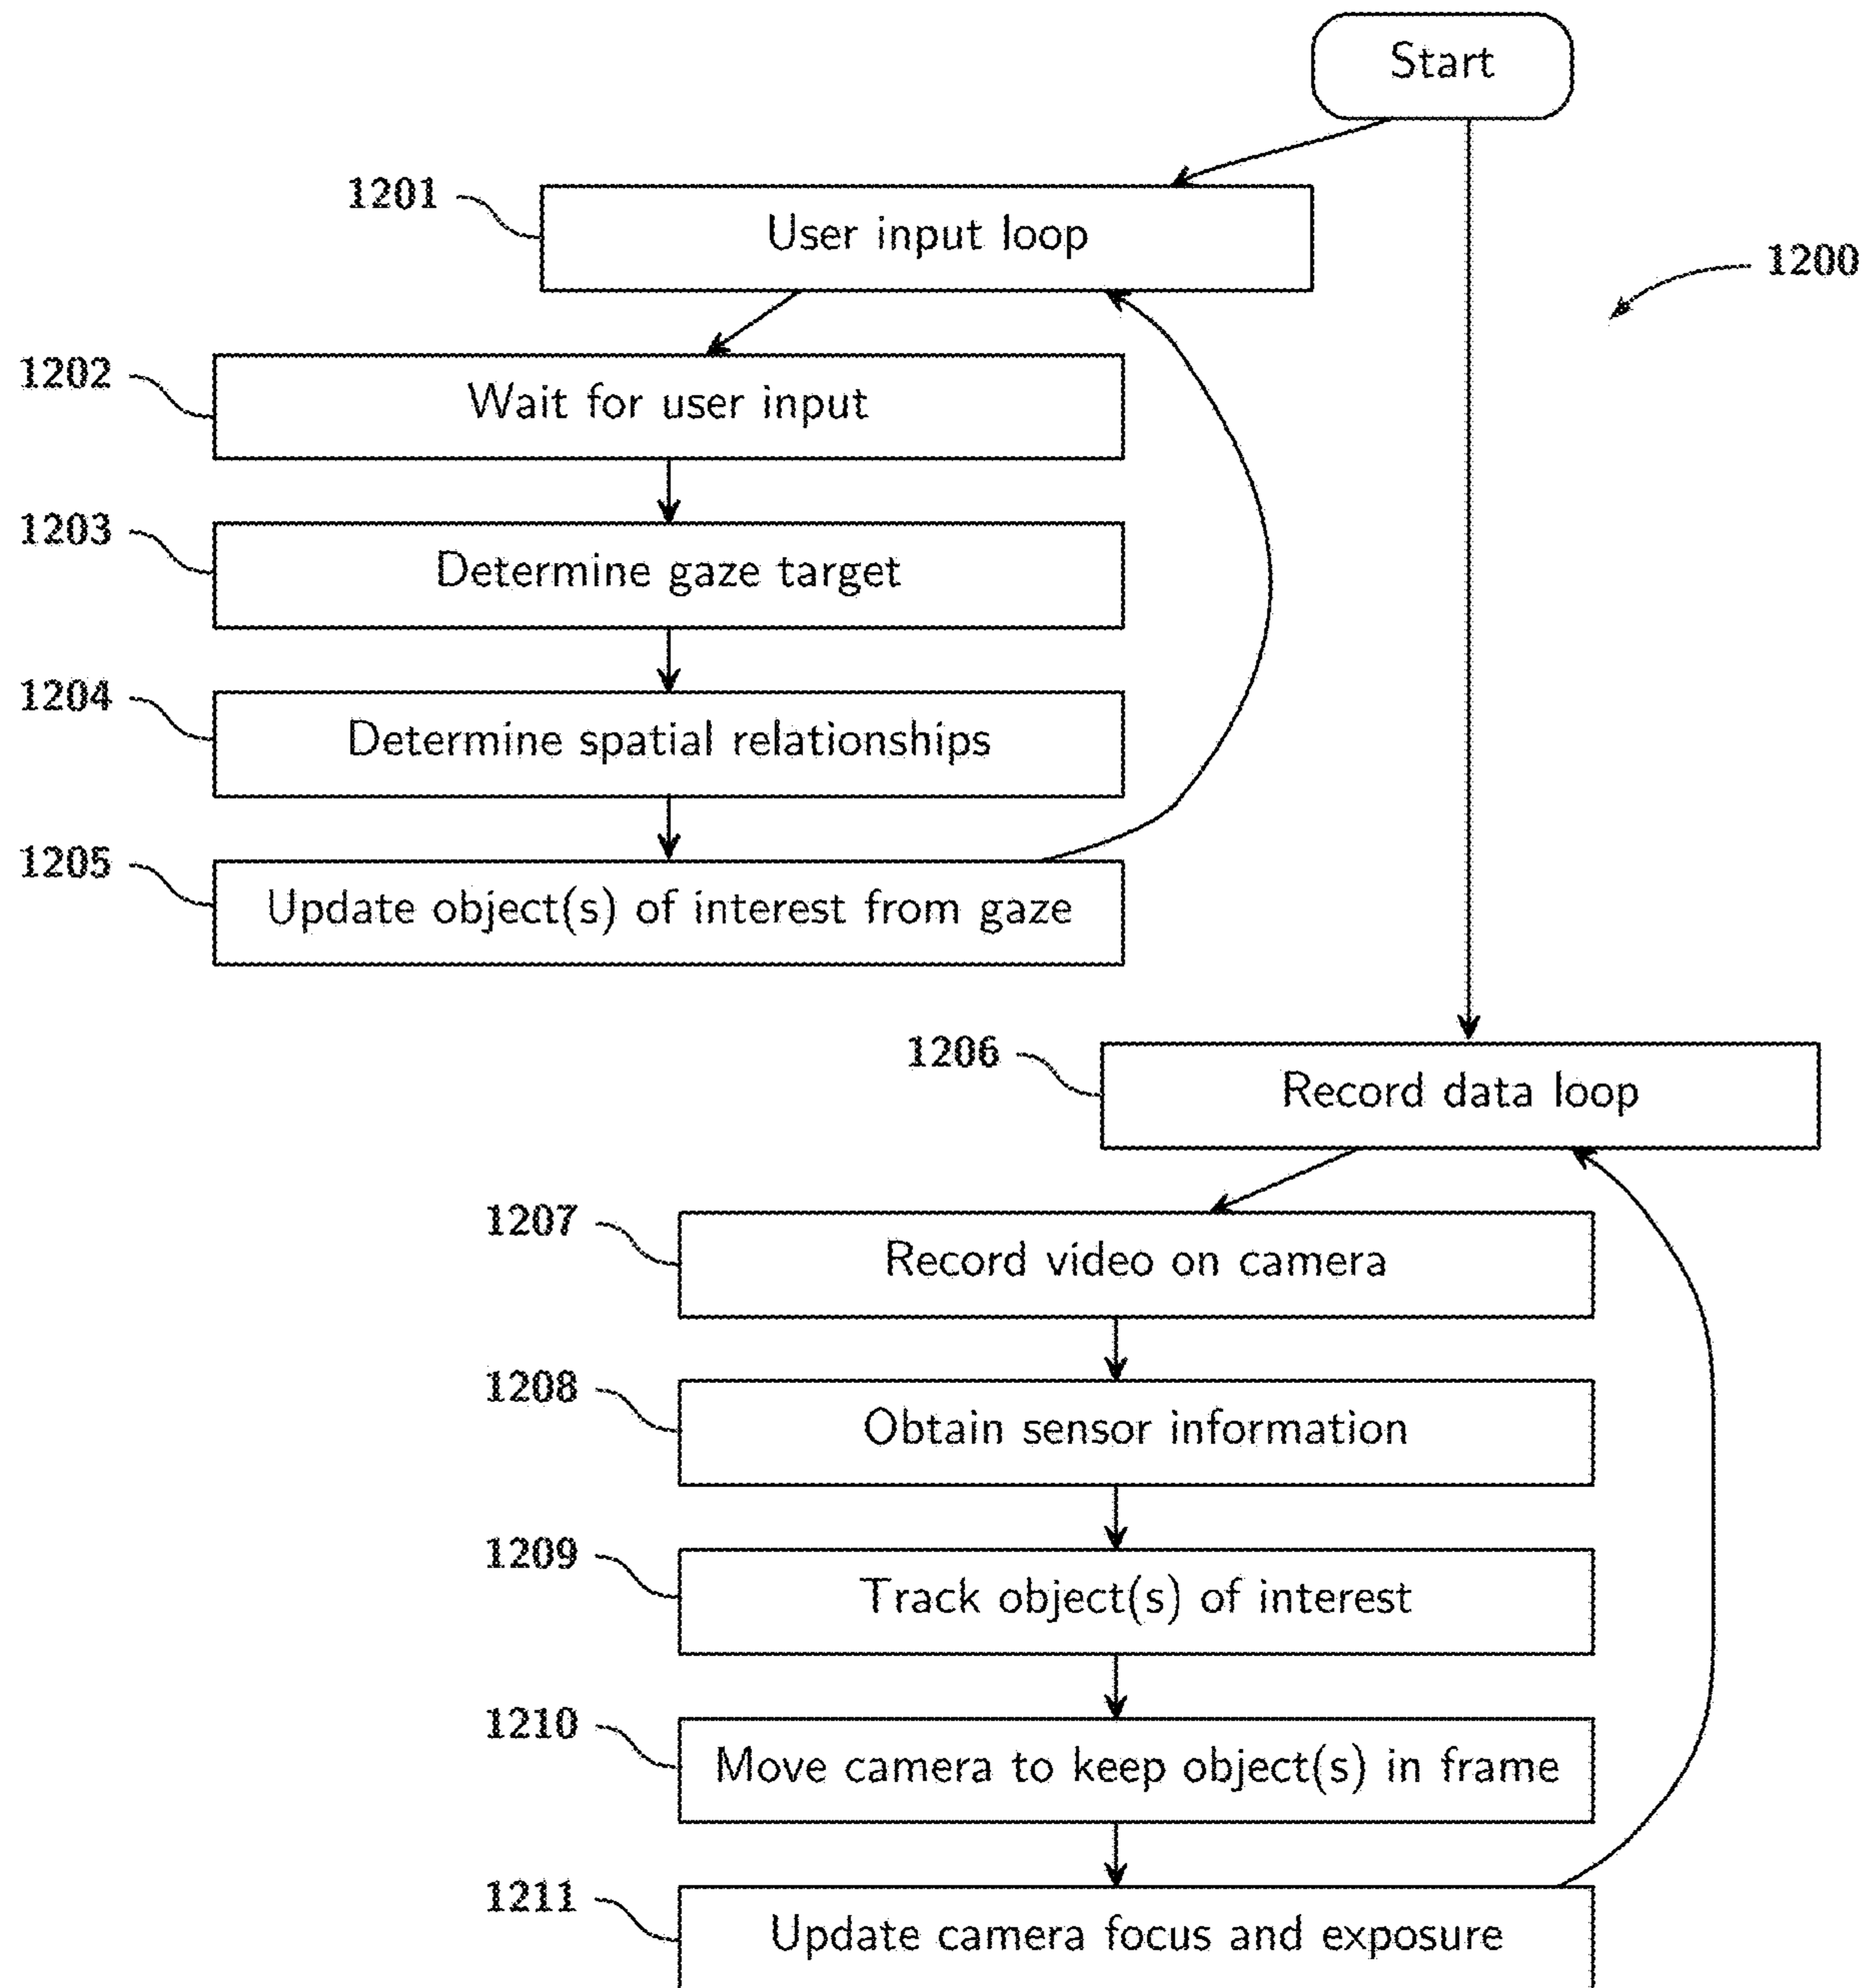 Start
1201
User input loop
1200
1202
Wait for user input
1203
Determine gaze target
1204
Determine spatial relationships
1205
Update object(s) of interest from gaze
1206
Record data loop
1207
Record video on camera
1208
Obtain sensor information
1209
Track object(s) of interest
1210
Move camera to keep object(s) in frame
1211
Update camera focus and exposure